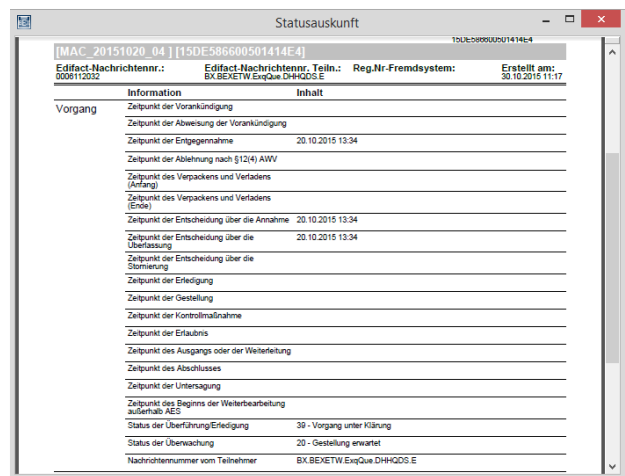 Statusauskunft
15DE586600501414E4
[MAC_20151020_04 ] [15DE586600501414E4]
Edifact-Nachrichtennr.: Edifact-Nachrichtennr. Teiln.: Reg.Nr-Fremdsystem: Erstellt am:
0006112032 BX.BEXETW.ExqQue.DHHQDS.E 30.10.2015 11:17
Information Inhalt
Vorgang Zeitpunkt der Vorankündigung
Zeitpunkt der Abweisung der Vorankündigung
Zeitpunkt der Entgegennahme 20.10.2015 13:34
Zeitpunkt der Ablehnung nach §12(4) AWV
Zeitpunkt des Verpackens und Verladens
(Anfang)
Zeitpunkt des Verpackens und Verladens
(Ende)
Zeitpunkt der Entscheidung über die Annahme 20.10.2015 13:34
Zeitpunkt der Entscheidung über die 20.10.2015 13:34
Überlassung
Zeitpunkt der Entscheidung über die
Stornierung
Zeitpunkt der Erledigung
Zeitpunkt der Gestellung
Zeitpunkt der Kontrollmaßnahme
Zeitpunkt der Erlaubnis
Zeitpunkt des Ausgangs oder der Weiterleitung
Zeitpunkt des Abschlusses
Zeitpunkt der Untersagung
Zeitpunkt des Beginns der Weiterbearbeitung
außerhalb AES
Status der Überführung/Erledigung 39 - Vorgang unter Klärung
Status der Überwachung 20 - Gestellung erwartet
Nachrichtennummer vom Teilnehmer BX.BEXETW.ExqQue.DHHQDS.E